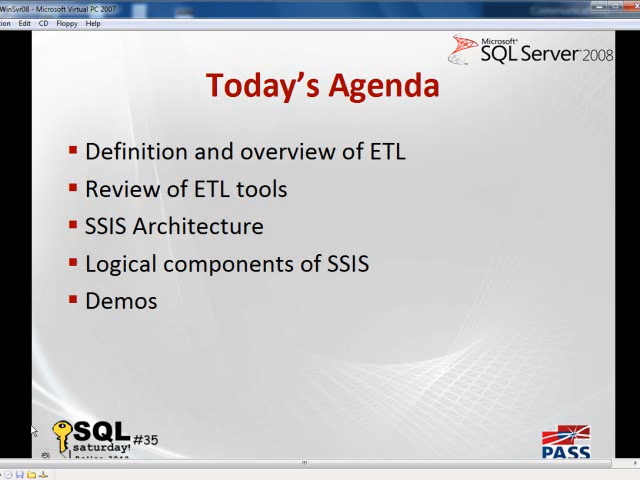 WinSvr08 - Microsoft Virtual PC 2007
Edit CD Floppy Help
Microsoft®
SQL Server® 2008
Today's Agenda
Definition and overview of ETL
Review of ETL tools
SSIS Architecture
Logical components of SSIS
Demos
SQL
saturday!
#35
PASS